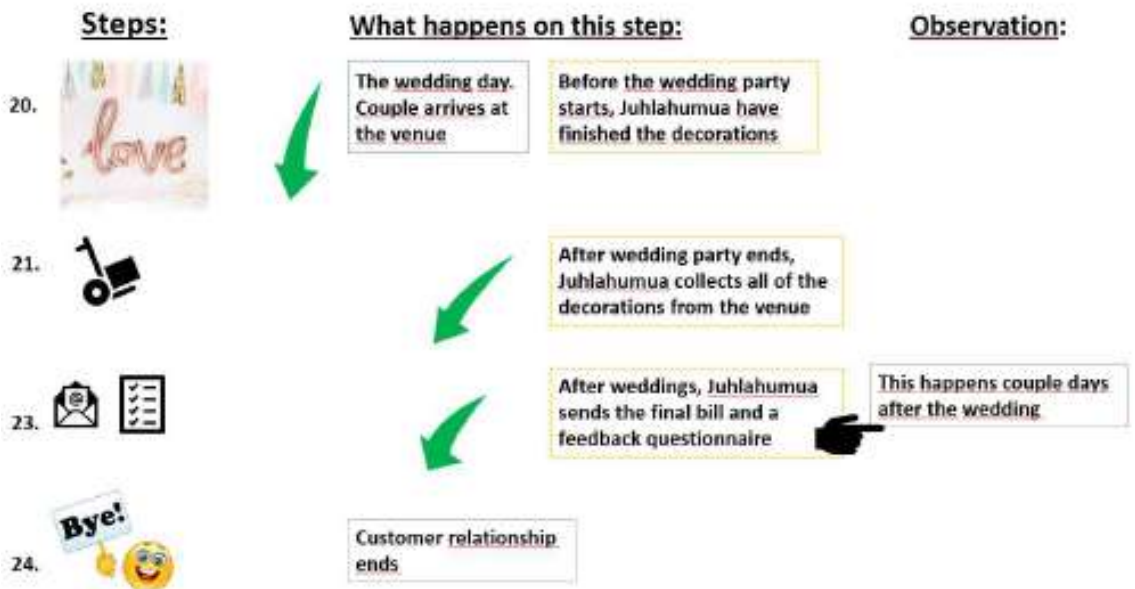 Steps:
What happens on this step:
Observation:
20.
love
The wedding day.
Couple arrives at
the venue
Before the wedding party
starts, Juhlahumua have
finished the decorations
21.
After wedding party ends,
Juhlahumua collects all of the
decorations from the venue
23.
@
After weddings, Juhlahumua
sends the final bill and a
feedback questionnaire
This happens couple days
after the wedding
24.
Bye!
Customer relationship
ends